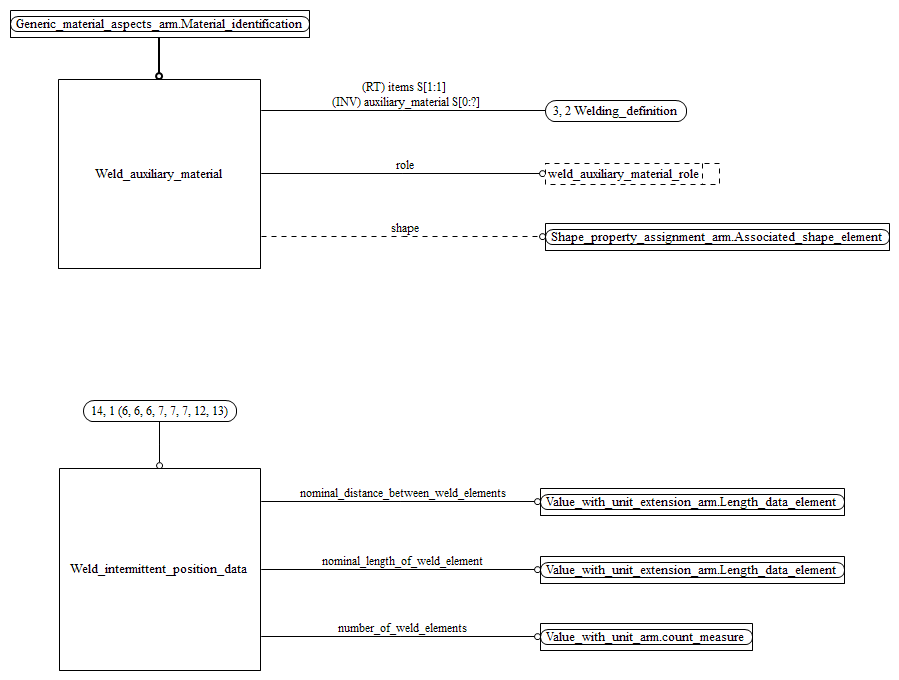 Generic_material_aspects_arm.Material_identification
(RT) items S[1:1]
(INV) auxiliary_material S[0:?]
3, 2 Welding_definition
Weld_auxiliary_material
role
weld_auxiliary_material_role
shape
Shape_property_assignment_arm.Associated_shape_element
14, 1 (6, 6, 6, 7, 7, 7, 12, 13)
nominal_distance_between_weld_elements
Value_with_unit_extension_arm.Length_data_element
Weld_intermittent_position_data
nominal_length_of_weld_element
Value_with_unit_extension_arm.Length_data_element
number_of_weld_elements
Value_with_unit_arm.count_measure